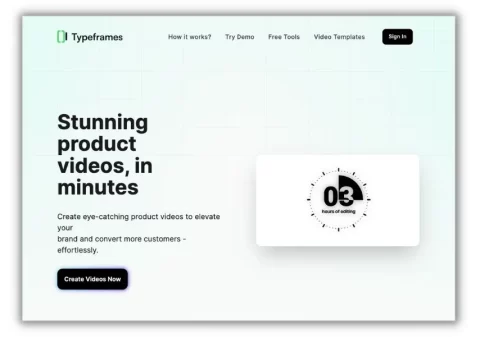 Typeframes
How it works?
Try Demo
Free Tools
Video Templates
Sign In
Stunning
product
videos, in
minutes
Create eye-catching product videos to elevate
your
brand and convert more customers -
effortlessly.
Create Videos Now
03
hours of editing